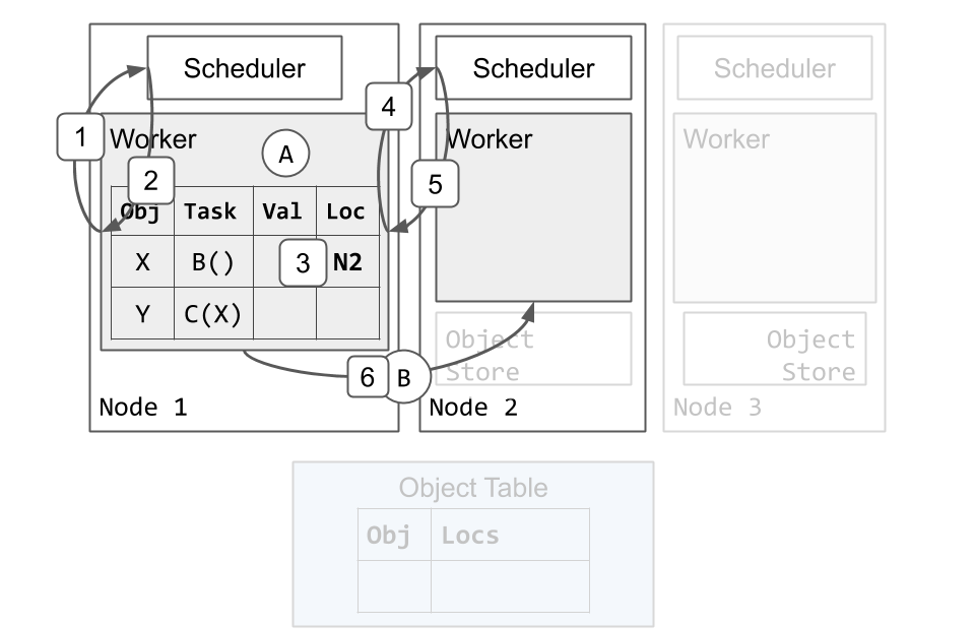 Scheduler
1
Worker
A
2
Obj Task Val Loc
X B() 3 N2
Y C(X)
Node 1
Scheduler
4
Worker
5
Object
Store
6 B
Node 2
Scheduler
Worker
Object
Store
Node 3
Object Table
Obj Locs